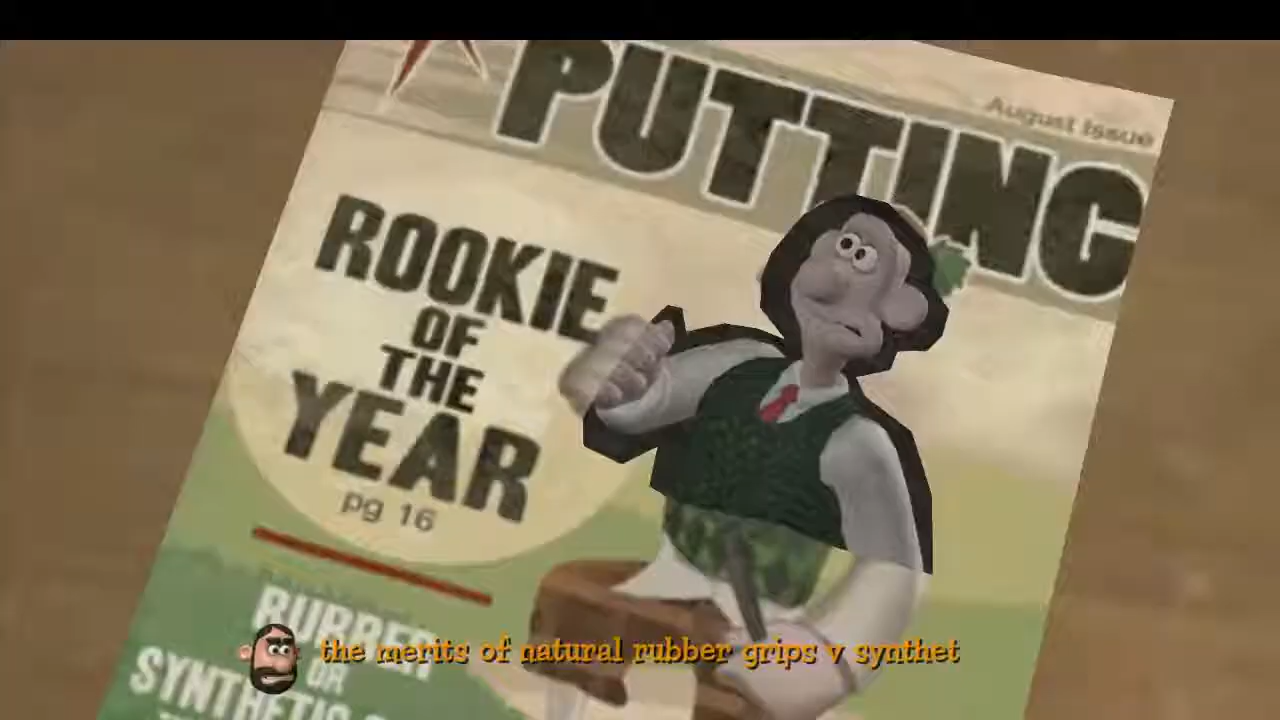 August Issue
PUTTING
ROOKIE
OF
THE
YEAR
pg 16
RUBBER
OR
SYNTHETIC
the merits of natural rubber grips v synthet